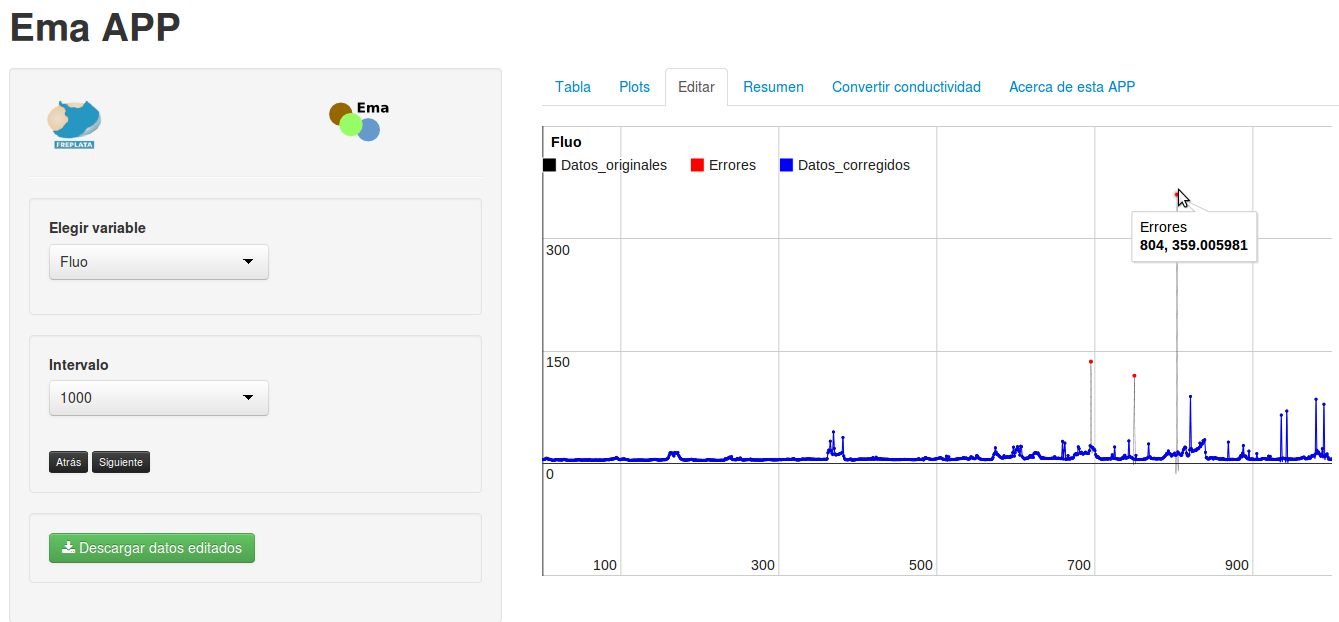 Ema APP
FREPLATA
Ema
Elegir variable
Fluo
Intervalo
1000
Atrás Siguiente
Descargar datos editados
Tabla Plots Editar Resumen Convertir conductividad Acerca de esta APP
Fluo
Datos_originales Errores Datos_corregidos
Errores
804, 359.005981
300
150
0
100 300 500 700 900